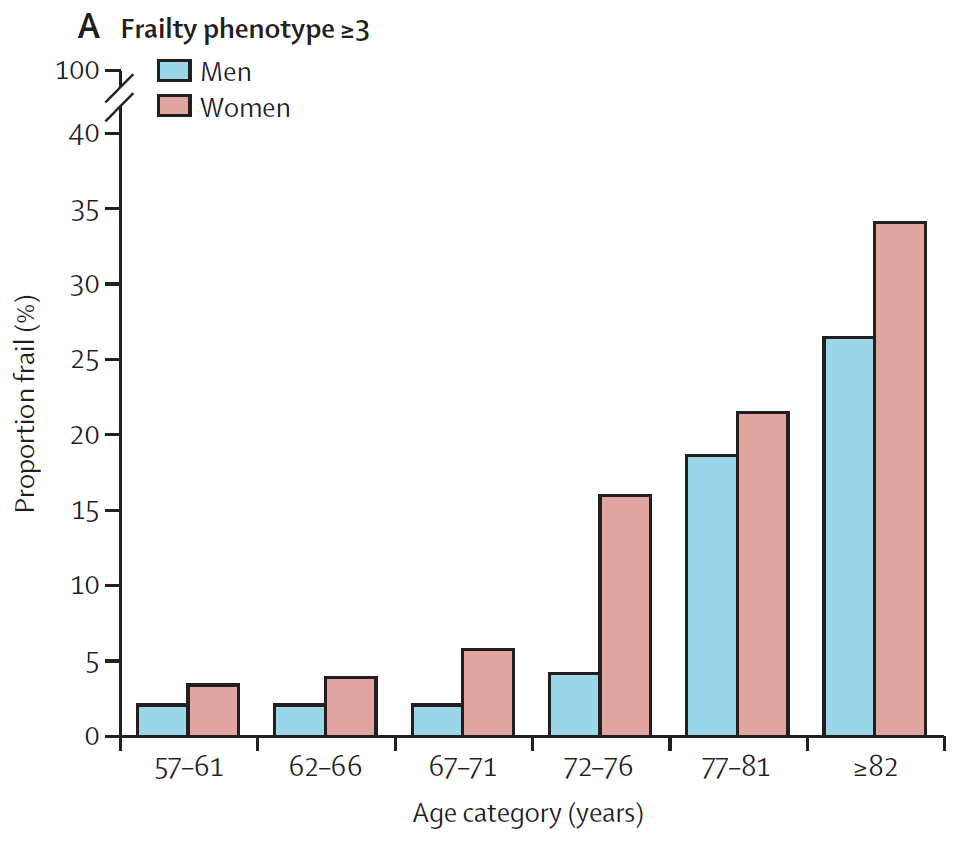 A Frailty phenotype ≥3
Men
Women
100
40
35
30
25
20
15
10
5
0
Proportion frail (%)
57–61 62–66 67–71 72–76 77–81 ≥82
Age category (years)